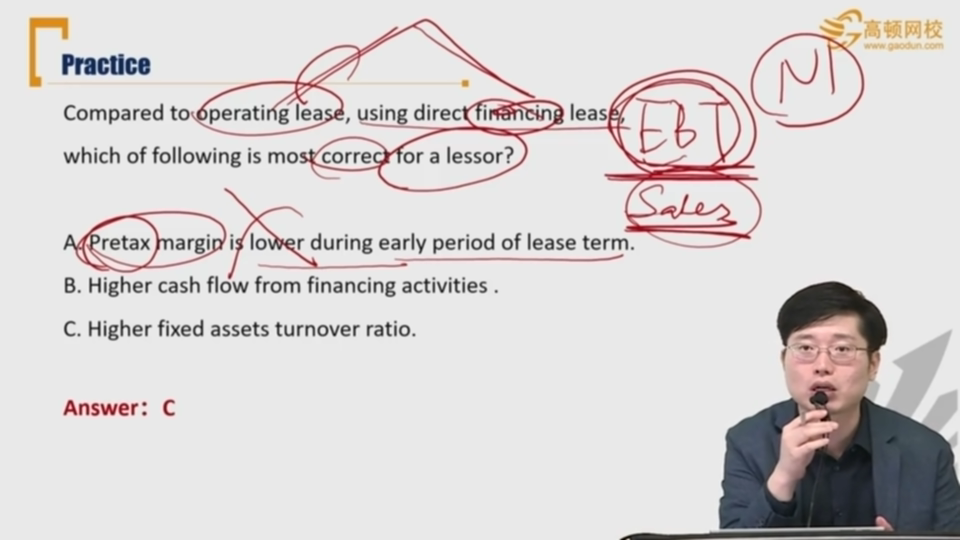 高顿网校
www.gaodun.com
Practice
NI
Compared to operating lease, using direct financing lease,
EBT
which of following is most correct for a lessor?
Sales
A. Pretax margin is lower during early period of lease term.
B. Higher cash flow from financing activities .
C. Higher fixed assets turnover ratio.
Answer：C